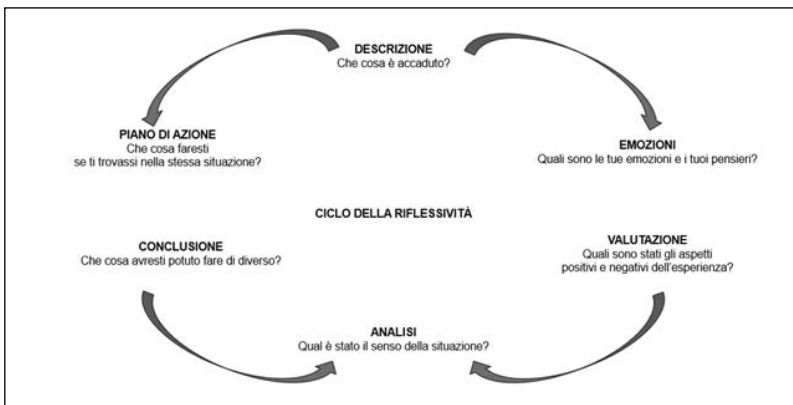 DESCRIZIONE
Che cosa è accaduto?
PIANO DI AZIONE
Che cosa faresti
se ti trovassi nella stessa situazione?
EMOZIONI
Quali sono le tue emozioni e i tuoi pensieri?
CICLO DELLA RIFLESSIVITÀ
CONCLUSIONE
Che cosa avresti potuto fare di diverso?
VALUTAZIONE
Quali sono stati gli aspetti
positivi e negativi dell'esperienza?
ANALISI
Qual è stato il senso della situazione?